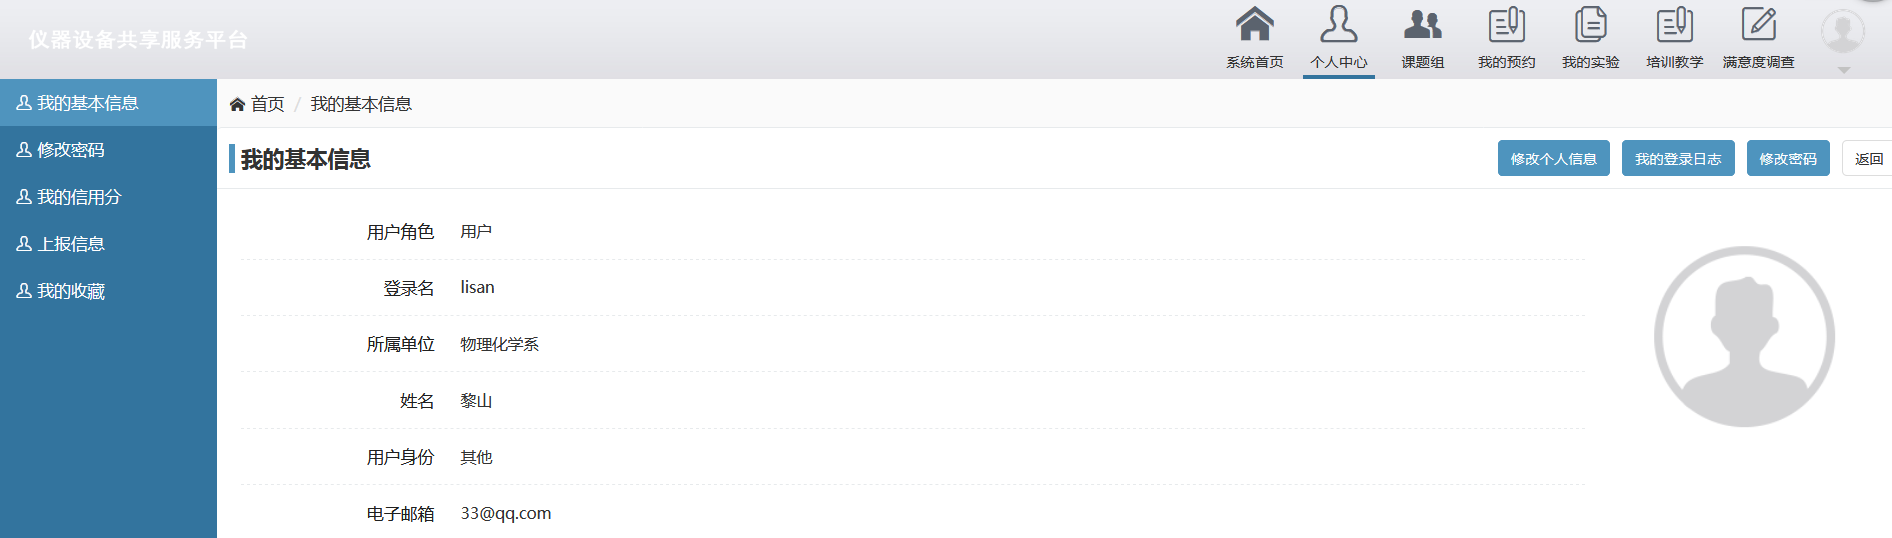 仪器设备共享服务平台
系统首页 个人中心 课题组 我的预约 我的实验 培训教学 满意度调查
我的基本信息
修改密码
我的信用分
上报信息
我的收藏
首页 / 我的基本信息
我的基本信息
修改个人信息 我的登录日志 修改密码 返回
用户角色 用户
登录名 lisan
所属单位 物理化学系
姓名 黎山
用户身份 其他
电子邮箱 33@qq.com